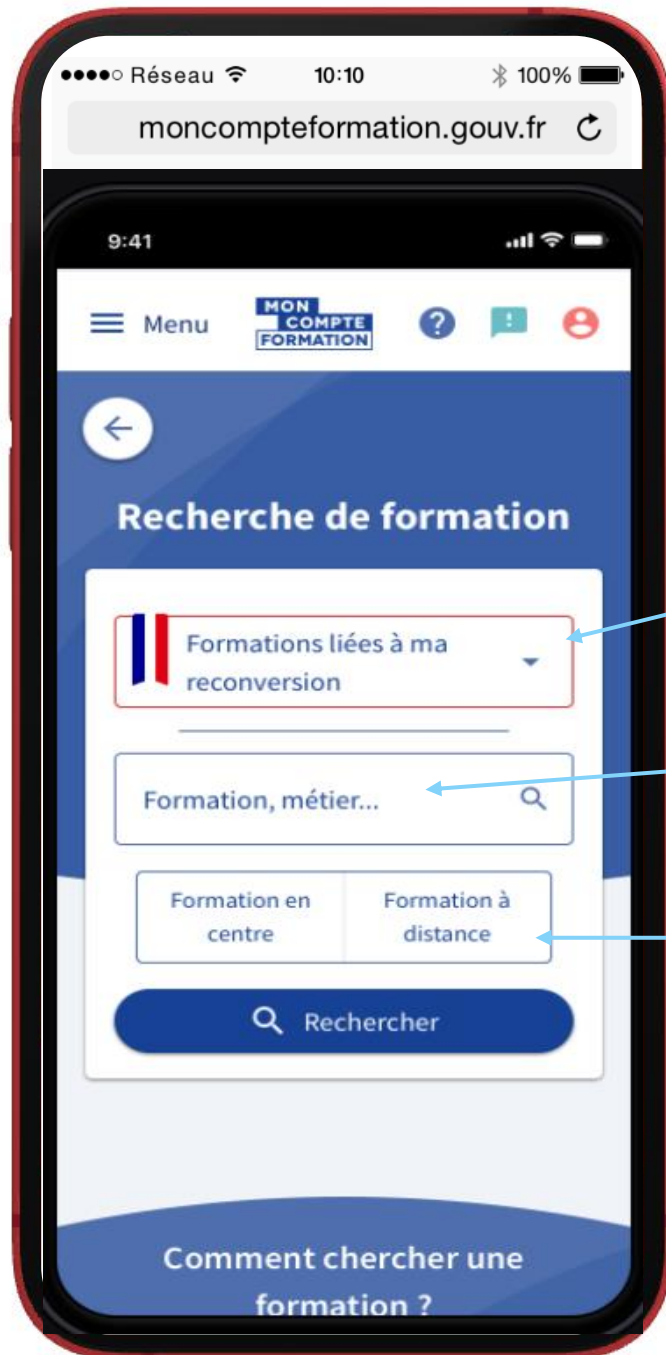 Réseau 10:10 100%
moncompteformation.gouv.fr
9:41
Menu
MON
COMPTE
FORMATION
?
!
Recherche de formation
Formations liées à ma
reconversion
Formation, métier...
Formation en
centre
Formation à
distance
Rechercher
Comment chercher une
formation ?